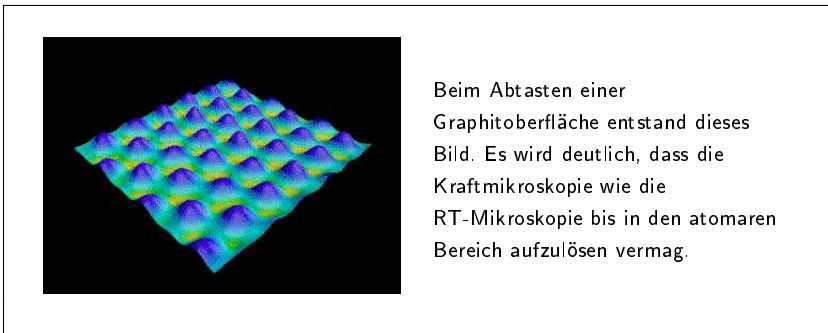 Beim Abtasten einer
Graphitoberfläche entstand dieses
Bild. Es wird deutlich, dass die
Kraftmikroskopie wie die
RT-Mikroskopie bis in den atomaren
Bereich aufzulösen vermag.